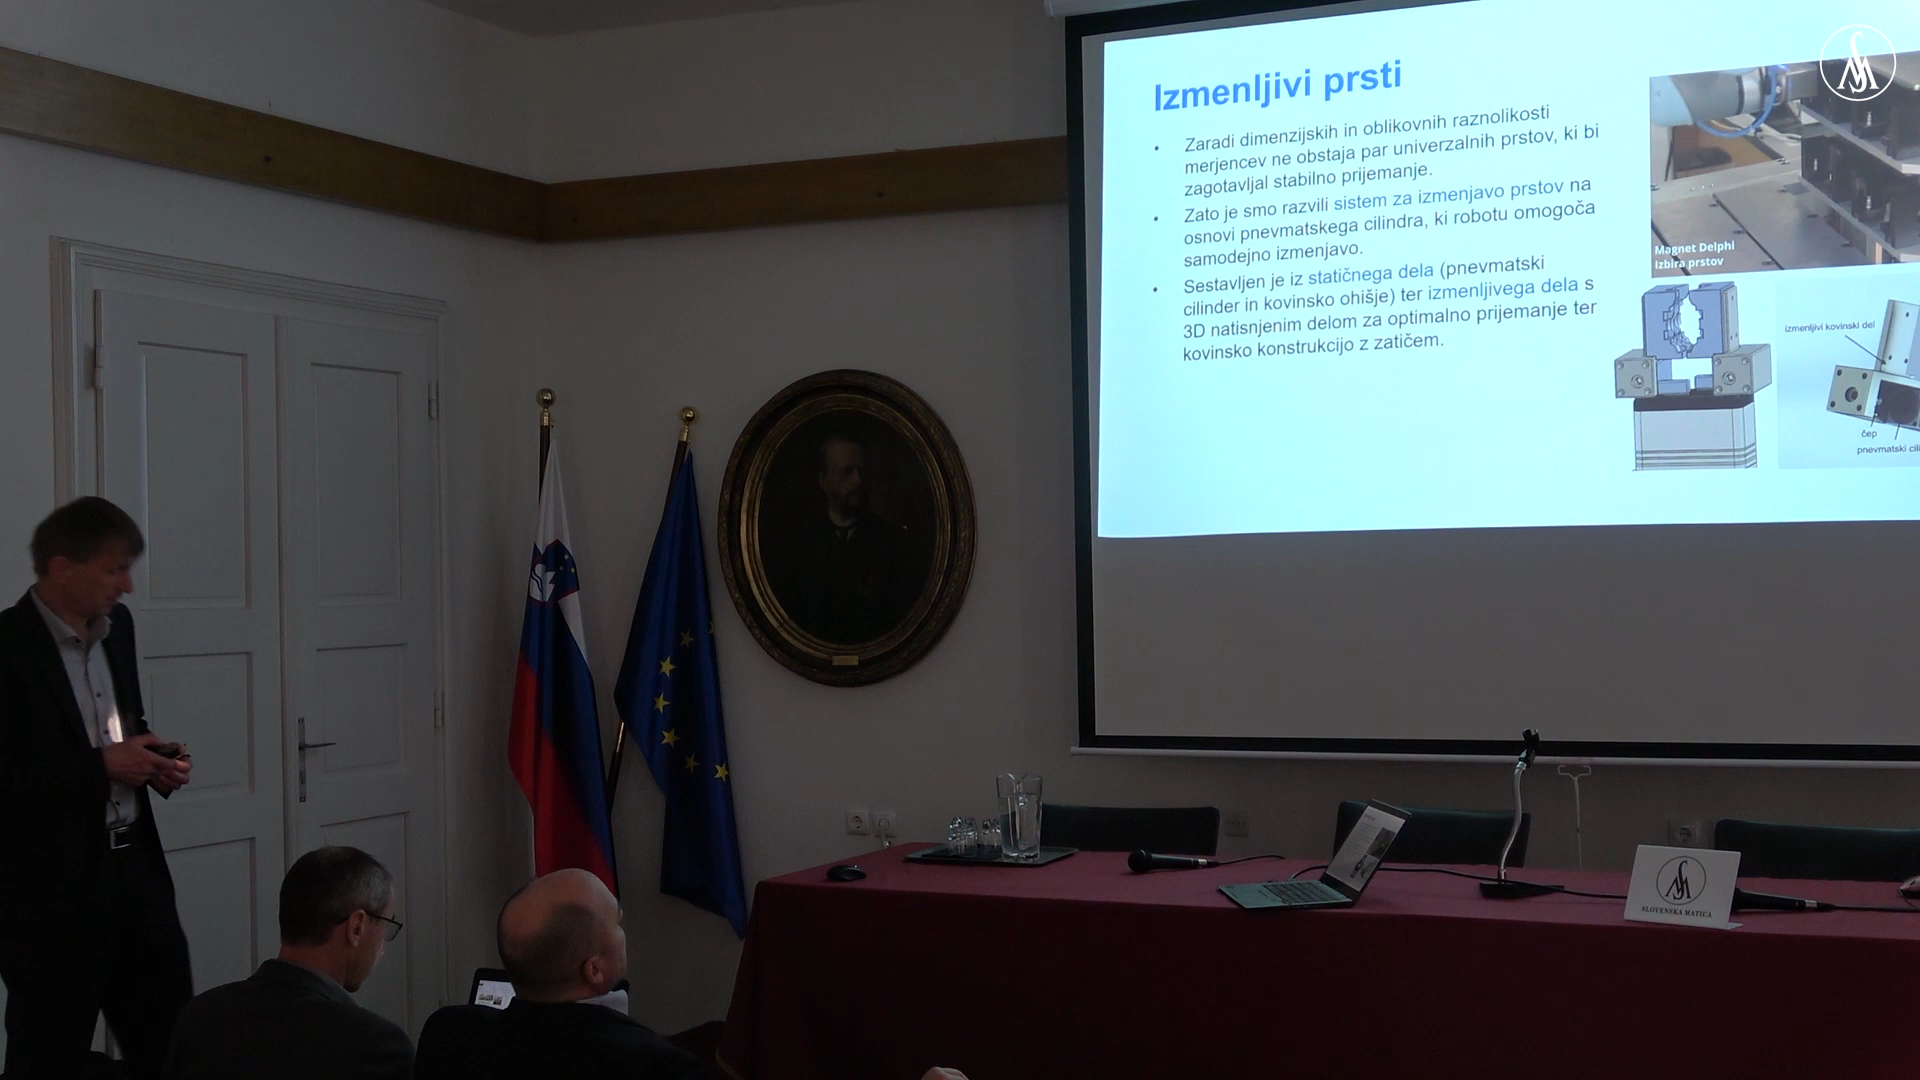 Izmenljivi prsti
• Zaradi dimenzijskih in oblikovnih raznolikosti
merjencev ne obstaja par univerzalnih prstov, ki bi
zagotavljal stabilno prijemanje.
• Zato je smo razvili sistem za izmenjavo prstov na
osnovi pnevmatskega cilindra, ki robotu omogoča
samodejno izmenjavo.
• Sestavljen je iz statičnega dela (pnevmatski
cilinder in kovinsko ohišje) ter izmenljivega dela s
3D natisnjenim delom za optimalno prijemanje ter
kovinsko konstrukcijo z zatičem.
Magnet Delphi
Izbira prstov
izmenljivi kovinski del
čep
pnevmatski cili
SM
SLOVENSKA MATICA